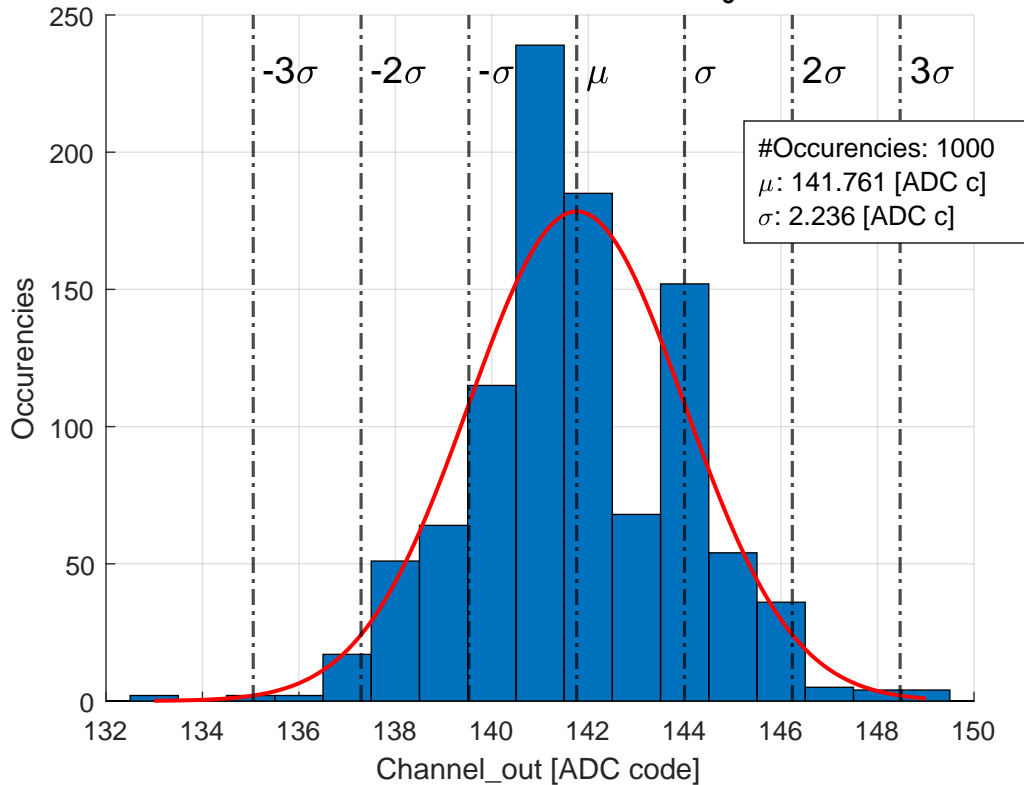 250
200
150
100
50
0
Occurencies
-3σ
-2σ
-σ
μ
σ
2σ
3σ
#Occurencies: 1000
μ: 141.761 [ADC c]
σ: 2.236 [ADC c]
132
134
136
138
140
142
144
146
148
150
Channel_out [ADC code]